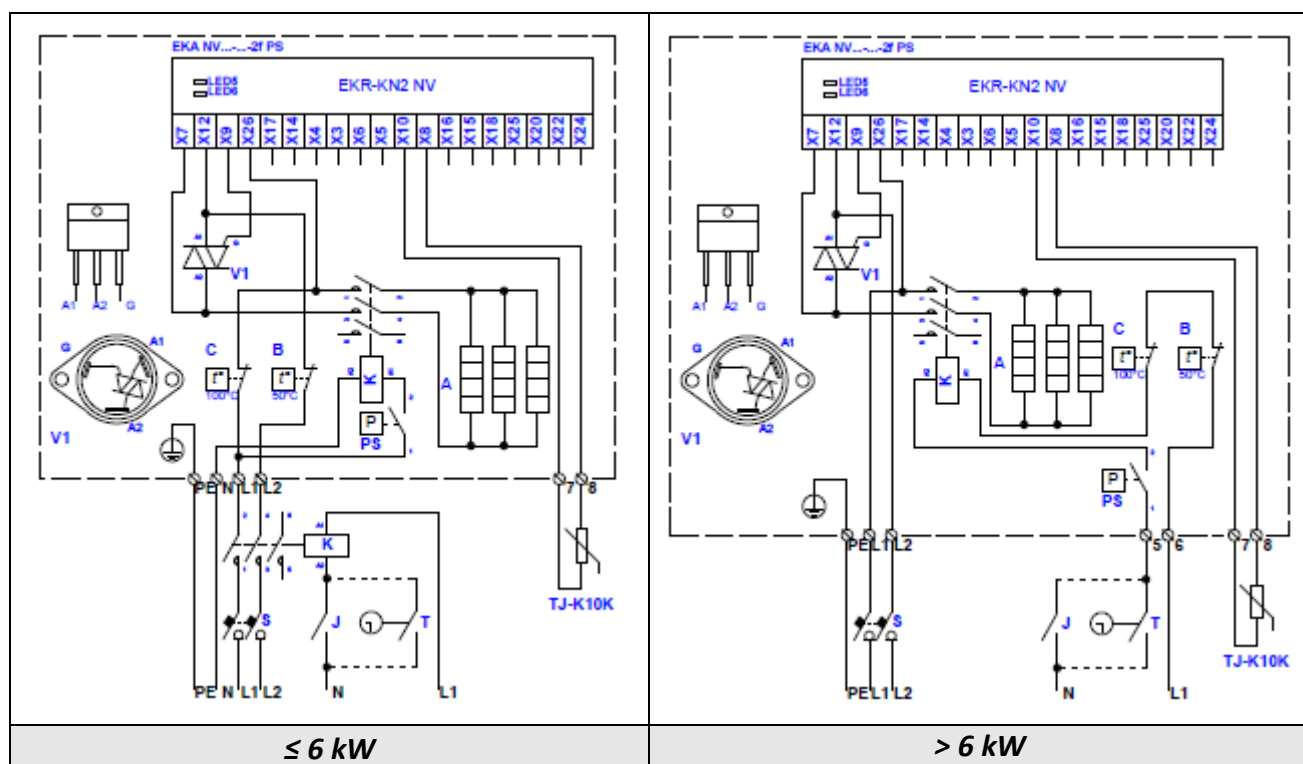 EKA NV...-...-2f PS
LED5
LED6
EKR-KN2 NV
X7 X12 X9 X26 X17 X14 X4 X3 X6 X5 X10 X8 X16 X15 X18 X25 X20 X22 X24
V1
A1 A2 G
C
B
K
A
t° 100°C
t° 50°C
P
PS
2
1
G
A1
A2
V1
PE N L1 L2
7 8
K
S
J
T
TJ-K10K
PE N L1 L2
N
L1
≤ 6 kW
EKA NV...-...-2f PS
LED5
LED6
EKR-KN2 NV
X7 X12 X9 X26 X17 X14 X4 X3 X6 X5 X10 X8 X16 X15 X18 X25 X20 X22 X24
V1
A1 A2 G
C
B
K
A
t° 100°C
t° 50°C
G
A1
A2
V1
P
PS
2
1
PE L1 L2
5 6
7 8
S
J
T
TJ-K10K
PE L1 L2
N
L1
> 6 kW